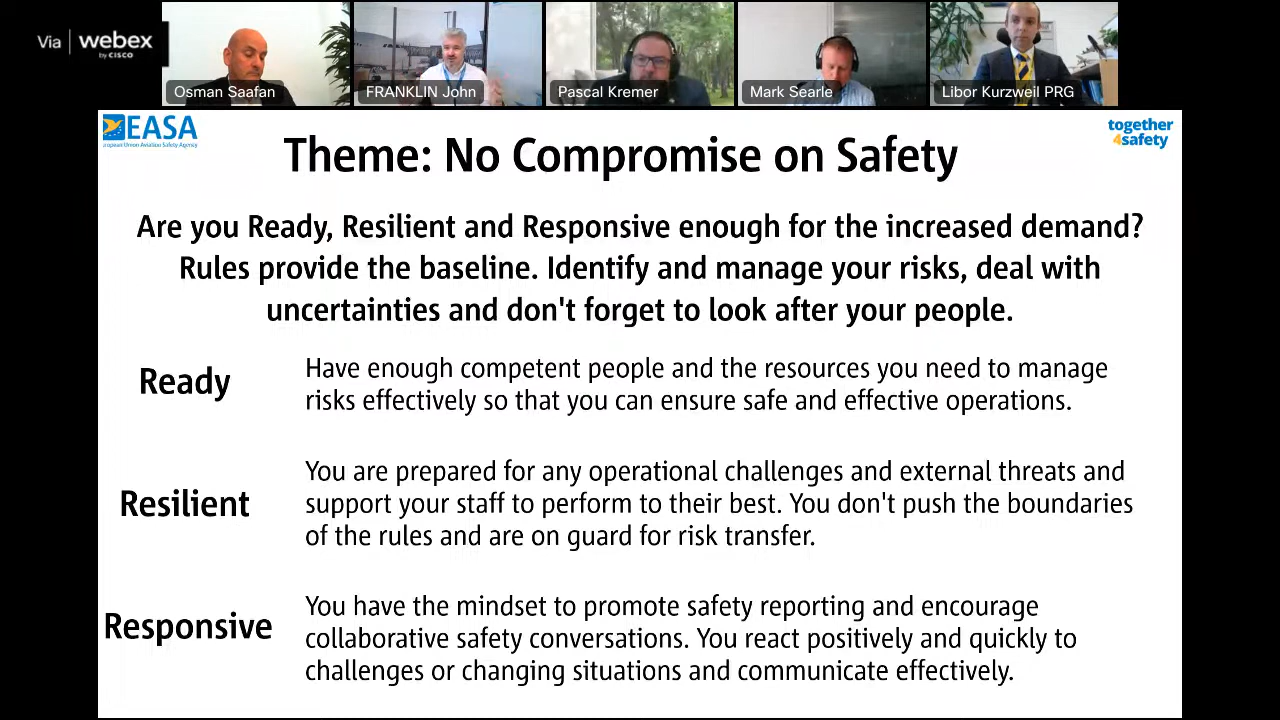 Via webex
by CISCO
Osman Saafan
FRANKLIN John
Pascal Kremer
Mark Searle
Libor Kurzweil PRG
EASA
European Union Aviation Safety Agency
together
4safety
Theme: No Compromise on Safety
Are you Ready, Resilient and Responsive enough for the increased demand?
Rules provide the baseline. Identify and manage your risks, deal with
uncertainties and don't forget to look after your people.
Ready
Have enough competent people and the resources you need to manage
risks effectively so that you can ensure safe and effective operations.
Resilient
You are prepared for any operational challenges and external threats and
support your staff to perform to their best. You don't push the boundaries
of the rules and are on guard for risk transfer.
Responsive
You have the mindset to promote safety reporting and encourage
collaborative safety conversations. You react positively and quickly to
challenges or changing situations and communicate effectively.